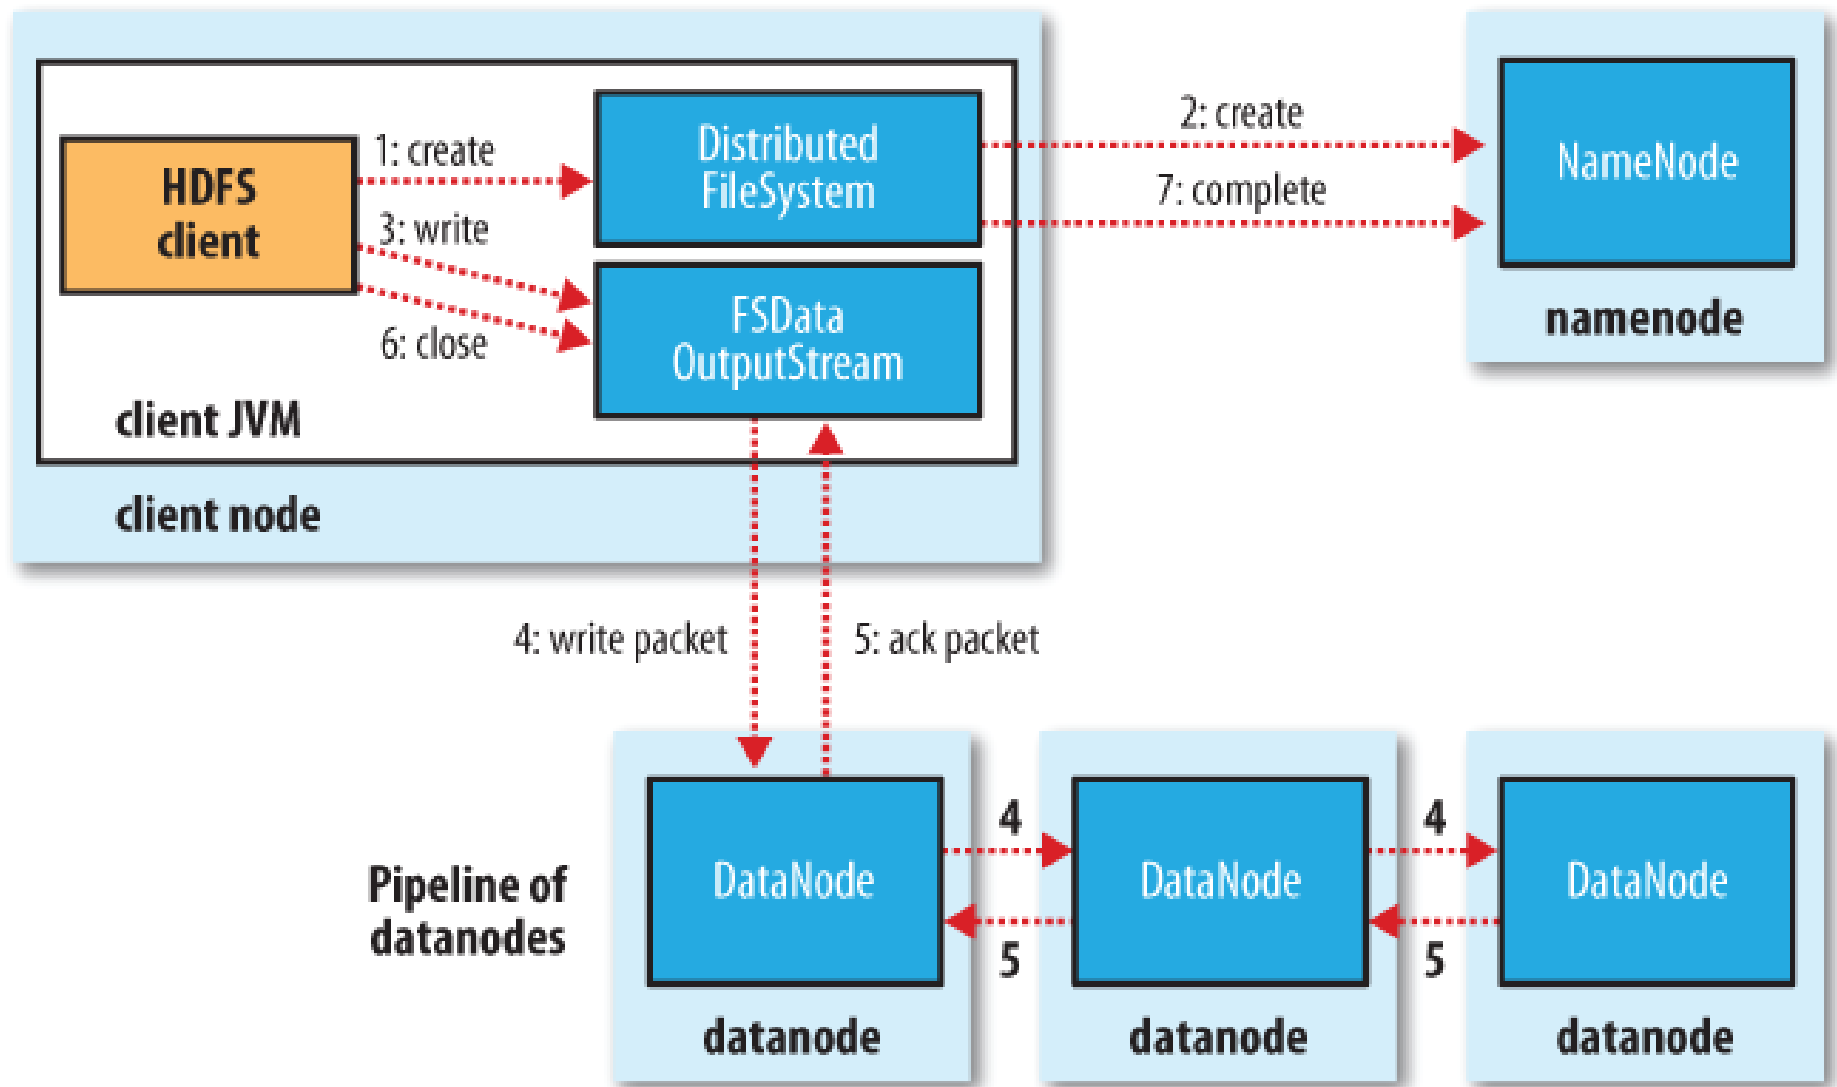 1: create
Distributed
FileSystem
2: create
NameNode
HDFS
client
7: complete
3: write
FSData
OutputStream
6: close
namenode
client JVM
client node
4: write packet
5: ack packet
4
4
Pipeline of
datanodes
DataNode
DataNode
DataNode
5
5
datanode
datanode
datanode